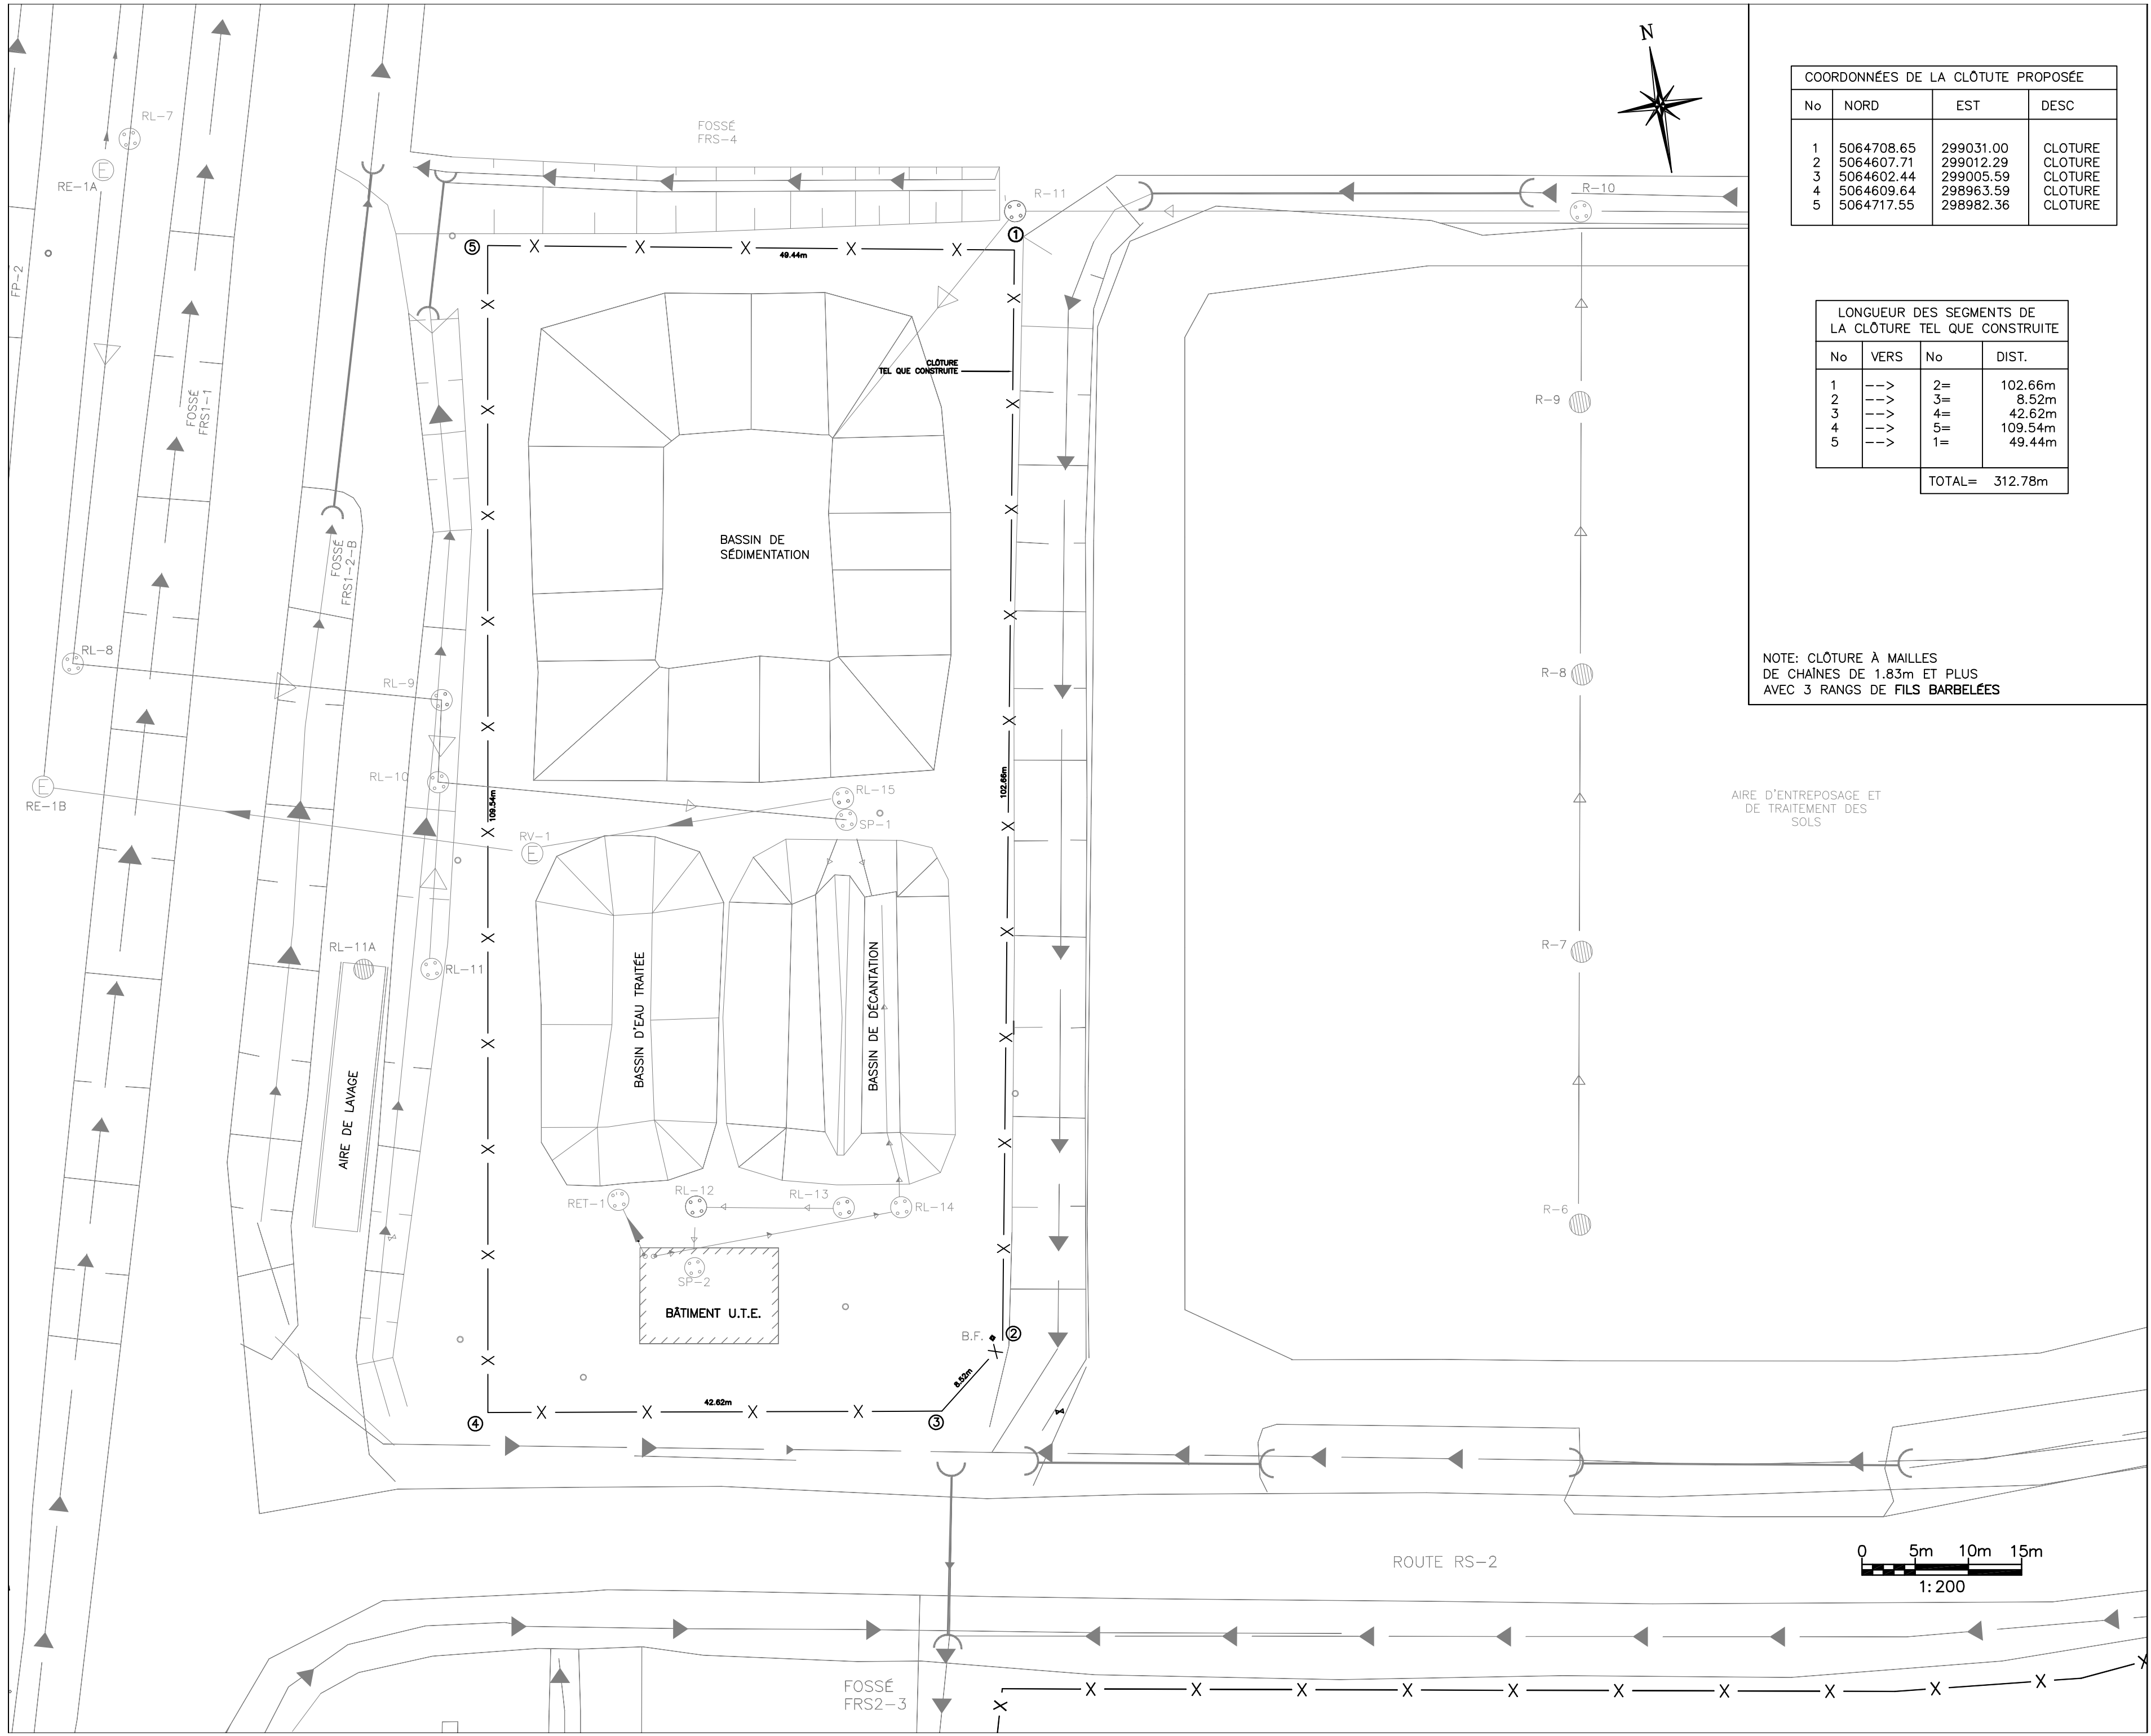 N
COORDONNÉES DE LA CLÔTUTE PROPOSÉE
No NORD EST DESC
1 5064708.65 299031.00 CLOTURE
2 5064607.71 299012.29 CLOTURE
3 5064602.44 299005.59 CLOTURE
4 5064609.64 298963.59 CLOTURE
5 5064717.55 298982.36 CLOTURE
LONGUEUR DES SEGMENTS DE
LA CLÔTURE TEL QUE CONSTRUITE
No VERS No DIST.
1 --> 2= 102.66m
2 --> 3= 8.52m
3 --> 4= 42.62m
4 --> 5= 109.54m
5 --> 1= 49.44m
TOTAL= 312.78m
NOTE: CLÔTURE À MAILLES
DE CHAÎNES DE 1.83m ET PLUS
AVEC 3 RANGS DE FILS BARBELÉES
RL-7
E
RE-1A
FP-2
FOSSÉ
FRS-4
R-11
R-10
5
1
49.44m
CLÔTURE
TEL QUE CONSTRUITE
FOSSÉ
FRS1-1
R-9
BASSIN DE
SÉDIMENTATION
FOSSÉ
FRS1-2-B
RL-8
RL-9
R-8
RL-10
109.54m
102.66m
E
RE-1B
RL-15
SP-1
RV-1
E
AIRE D'ENTREPOSAGE ET
DE TRAITEMENT DES
SOLS
RL-11A
RL-11
BASSIN D'EAU TRAITÉE
BASSIN DE DÉCANTATION
R-7
AIRE DE LAVAGE
RET-1
RL-12
RL-13
RL-14
R-6
SP-2
BÂTIMENT U.T.E.
B.F.
2
8.52m
42.62m
4
3
ROUTE RS-2
0 5m 10m 15m
1:200
FOSSÉ
FRS2-3